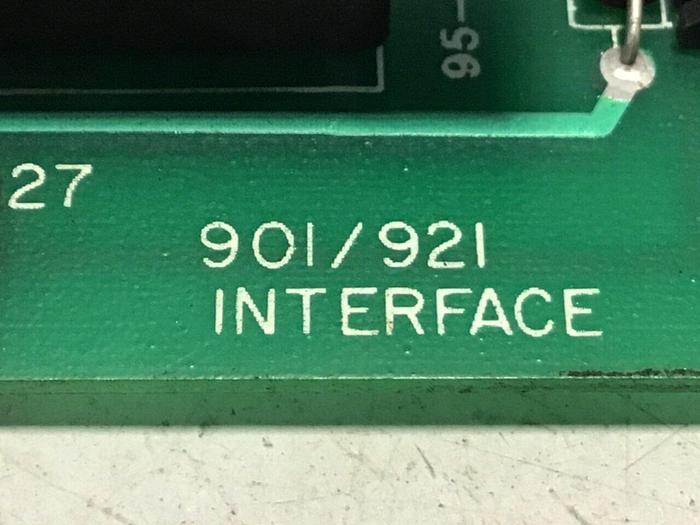 95-
27
901/921
INTERFACE